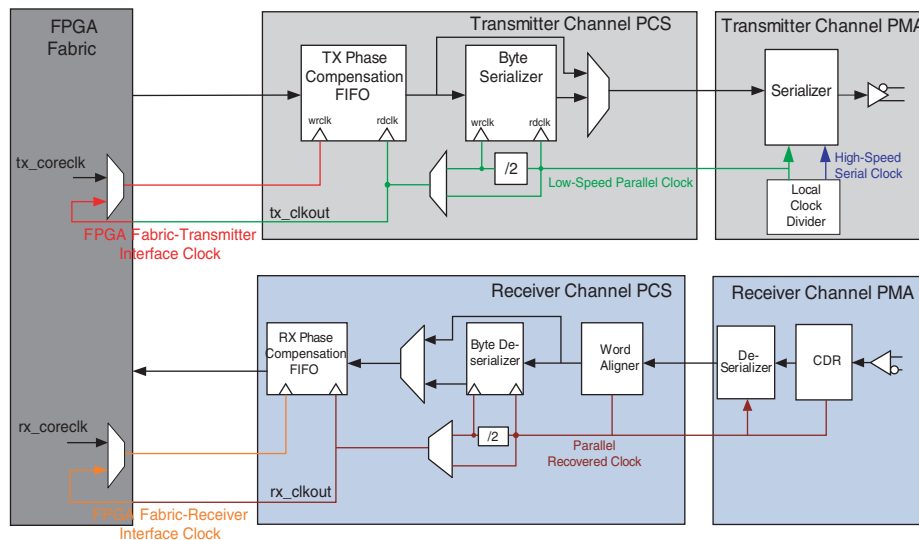 FPGA
Fabric
Transmitter Channel PCS
Transmitter Channel PMA
TX Phase
Compensation
FIFO
wrclk
rdclk
Byte
Serializer
wrclk
rdclk
Serializer
tx_coreclk
/2
Low-Speed Parallel Clock
High-Speed
Serial Clock
Local
Clock
Divider
tx_clkout
FPGA Fabric-Transmitter
Interface Clock
Receiver Channel PCS
Receiver Channel PMA
RX Phase
Compensation
FIFO
Byte De-
serializer
Word
Aligner
De-
Serializer
CDR
rx_coreclk
/2
Parallel
Recovered Clock
rx_clkout
FPGA Fabric-Receiver
Interface Clock